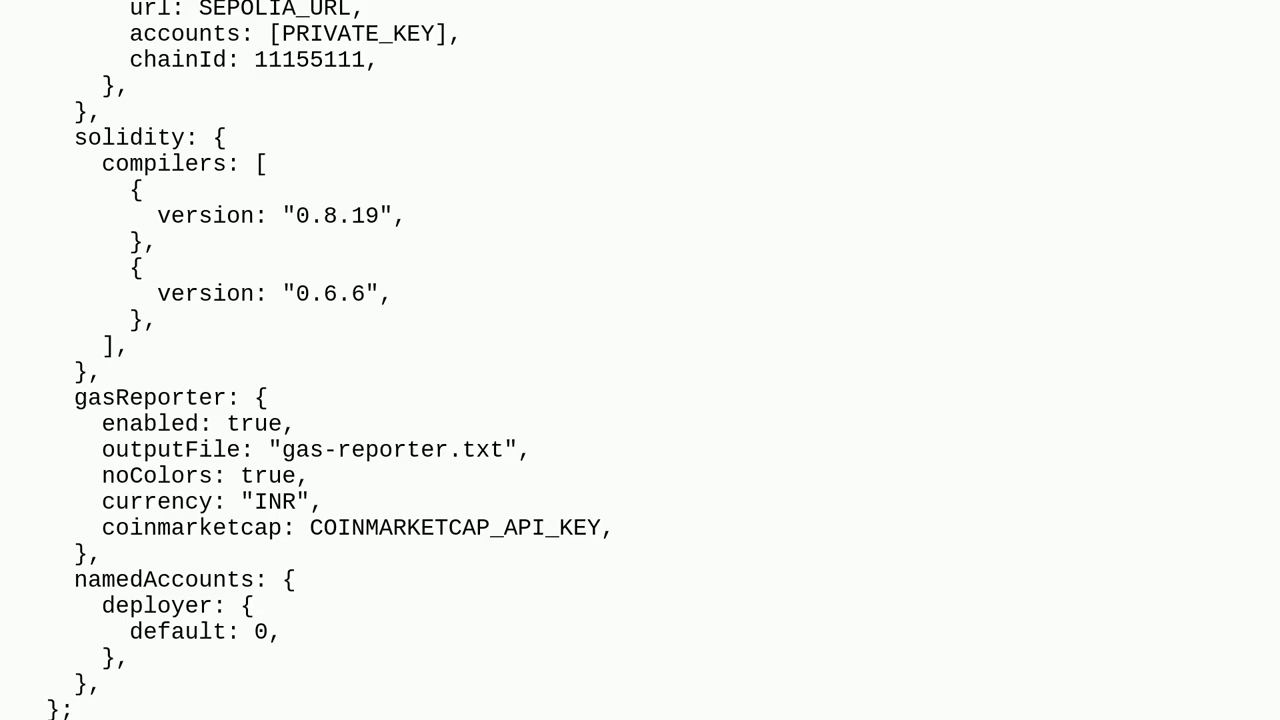 url: SEPOLIA_URL,
accounts: [PRIVATE_KEY],
chainId: 11155111,
},
},
solidity: {
compilers: [
{
version: "0.8.19",
},
{
version: "0.6.6",
},
],
},
gasReporter: {
enabled: true,
outputFile: "gas-reporter.txt",
noColors: true,
currency: "INR",
coinmarketcap: COINMARKETCAP_API_KEY,
},
namedAccounts: {
deployer: {
default: 0,
},
},
};